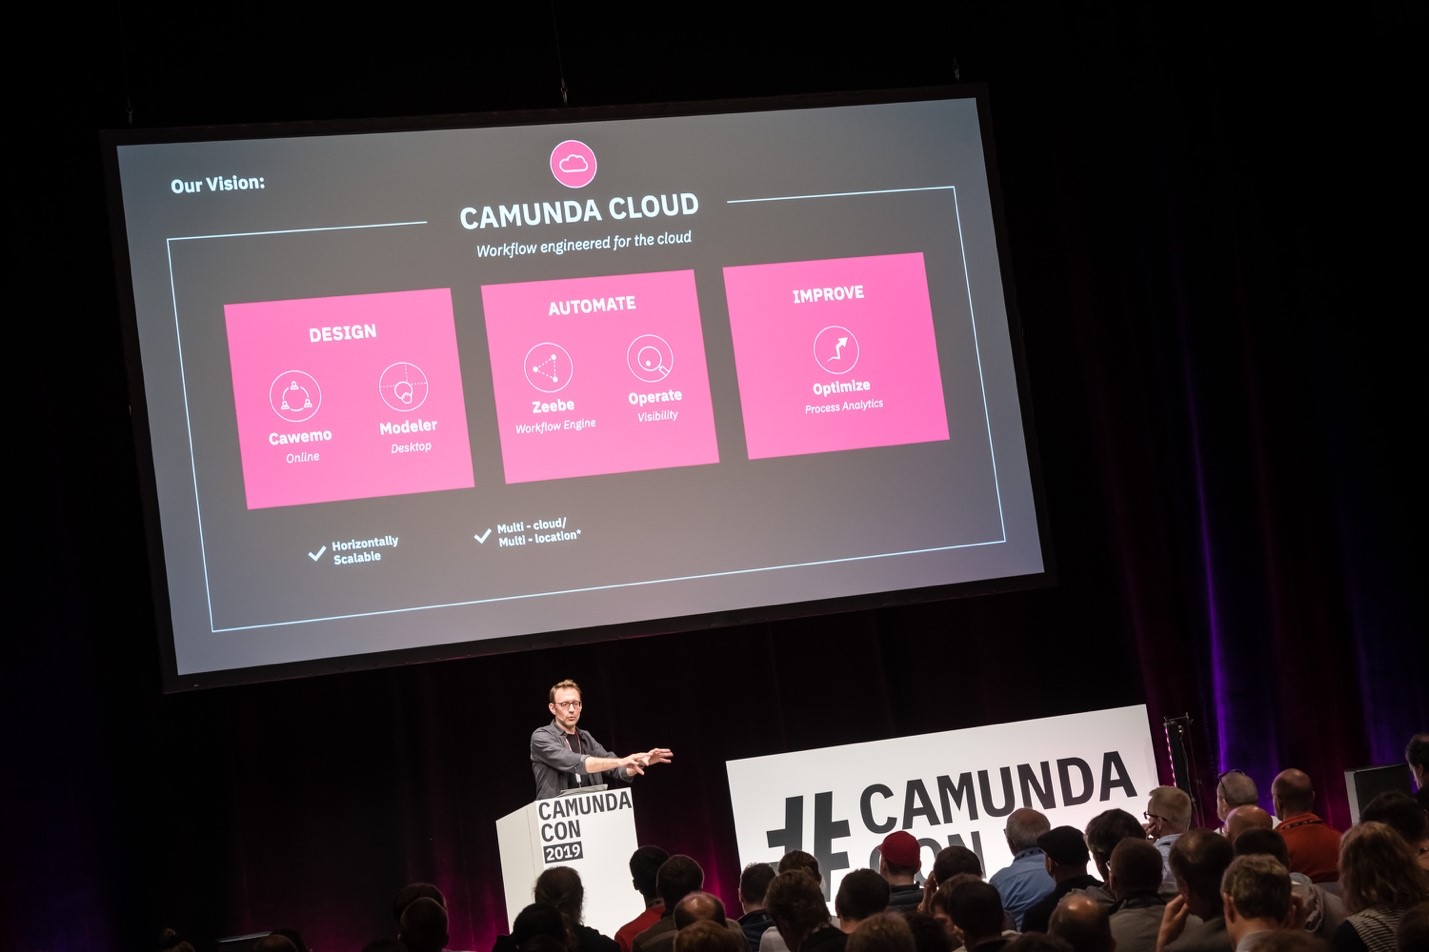 Our Vision:
CAMUNDA CLOUD
Workflow engineered for the cloud
DESIGN
Cawemo
Online
Modeler
Desktop
AUTOMATE
Zeebe
Workflow Engine
Operate
Visibility
IMPROVE
Optimize
Process Analytics
Horizontally
Scalable
Multi - cloud/
Multi - location*
CAMUNDA
CON
2019
#CAMUNDA
CON